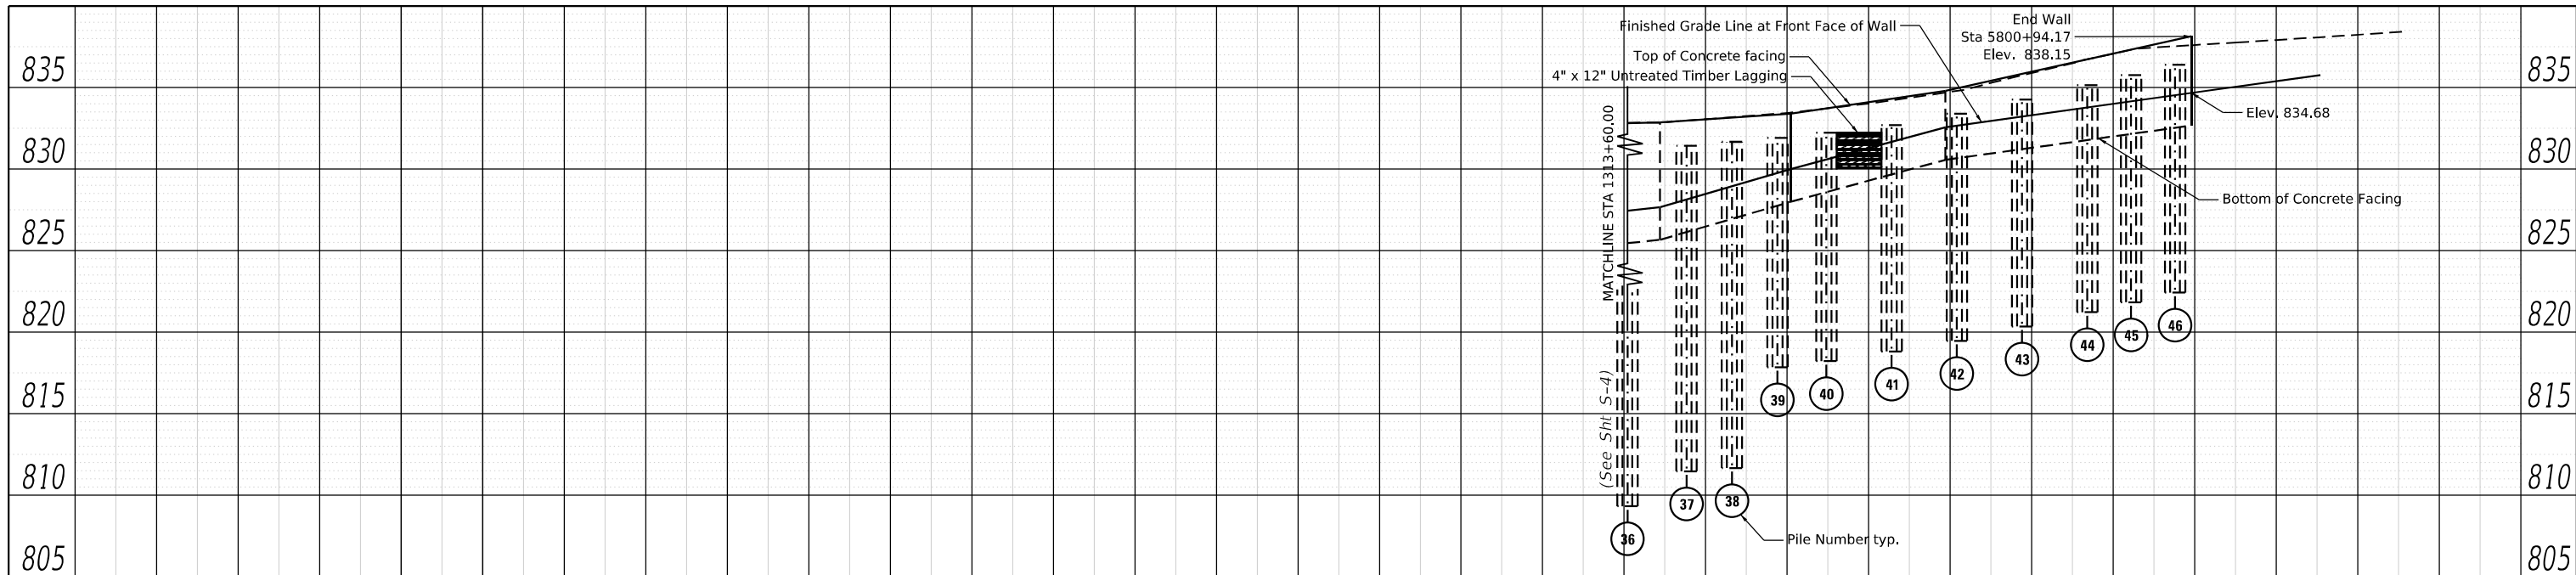 Finished Grade Line at Front Face of Wall
End Wall
Sta 5800+94.17
Elev. 838.15
Top of Concrete facing
4" x 12" Untreated Timber Lagging
835
835
Elev. 834.68
MATCHLINE STA 1313+60.00
830
830
Bottom of Concrete Facing
825
825
820
820
46
45
44
43
42
41
40
39
(See Sht S-4)
815
815
810
810
38
37
36
Pile Number typ.
805
805